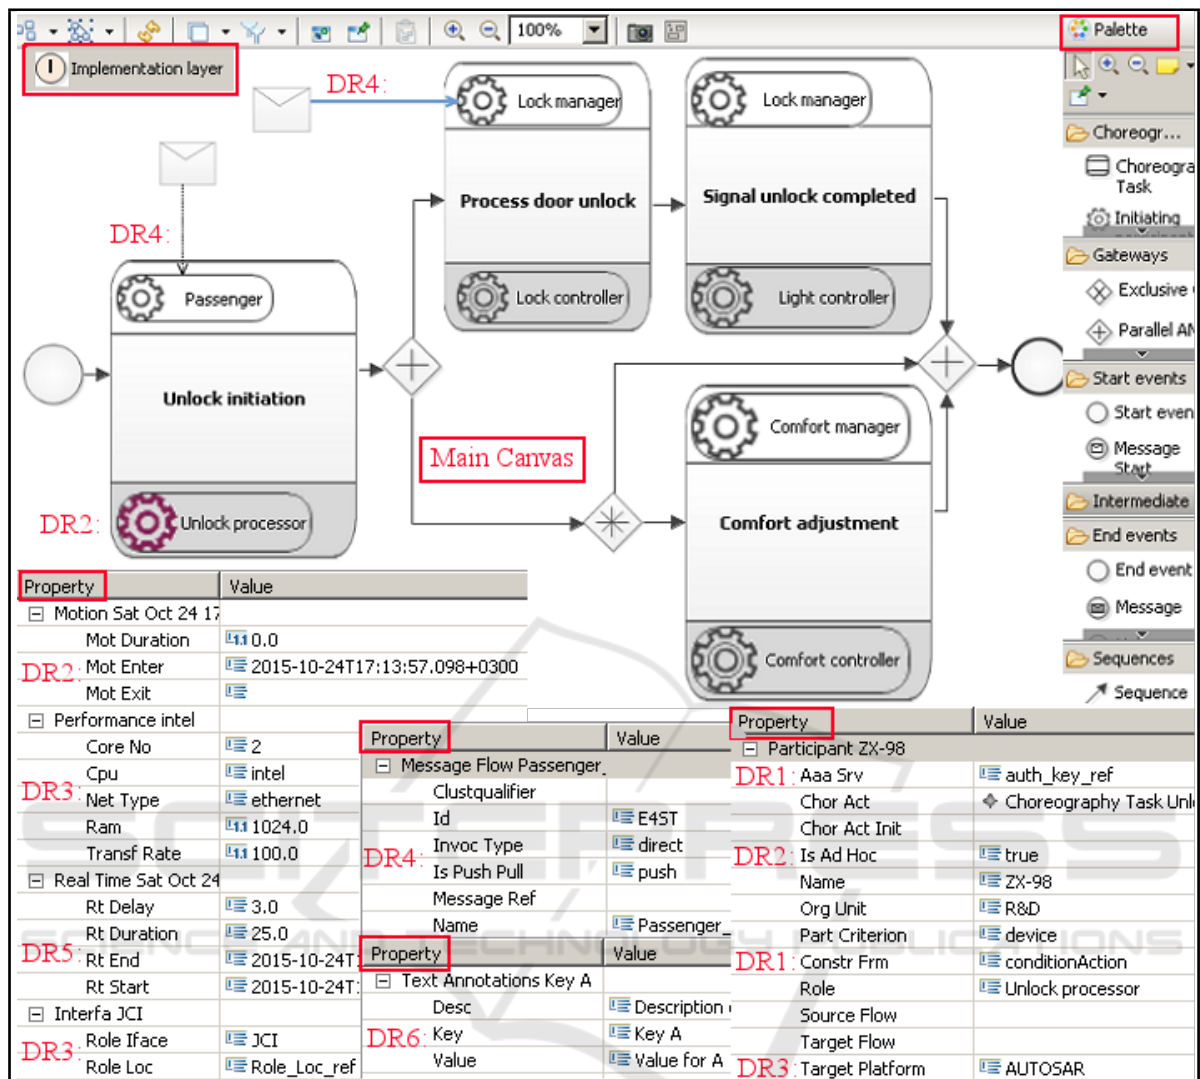 100%
Palette
Implementation layer
DR4:
Lock manager
Lock manager
Choreogr...
Choreogra
Task
Process door unlock
Signal unlock completed
Initiating
DR4:
Gateways
Passenger
Lock controller
Light controller
Exclusive
Parallel AN
Start events
Unlock initiation
Start even
Comfort manager
Main Canvas
Message
Start
Intermediate
DR2:
Unlock processor
Comfort adjustment
End events
End event
Property Value
Motion Sat Oct 24 17
Message
Mot Duration 0.0
DR2: Mot Enter 2015-10-24T17:13:57.098+0300
Comfort controller
Sequences
Mot Exit
Sequence
Performance intel
Core No 2
Cpu intel
DR3: Net Type ethernet
Ram 1024.0
Transf Rate 100.0
Real Time Sat Oct 24
Rt Delay 3.0
Rt Duration 25.0
DR5: Rt End 2015-10-24T1
Rt Start 2015-10-24T:
Interfa JCI
DR3: Role Iface JCI
Role Loc Role_Loc_ref
Property Value
Message Flow Passenger_
Clustqualifier
Id E4ST
Invoc Type direct
DR4: Is Push Pull push
Message Ref
Name Passenger_
Property Value
Text Annotations Key A
Desc Description
DR6: Key Key A
Value Value for A
Property Value
Participant ZX-98
DR1: Aaa Srv auth_key_ref
Chor Act Choreography Task Unl
Chor Act Init
DR2: Is Ad Hoc true
Name ZX-98
Org Unit R&D
Part Criterion device
DR1: Constr Frm conditionAction
Role Unlock processor
Source Flow
Target Flow
DR3: Target Platform AUTOSAR
SCITEPRESS
SCIENCE AND TECHNOLOGY PUBLICATIONS